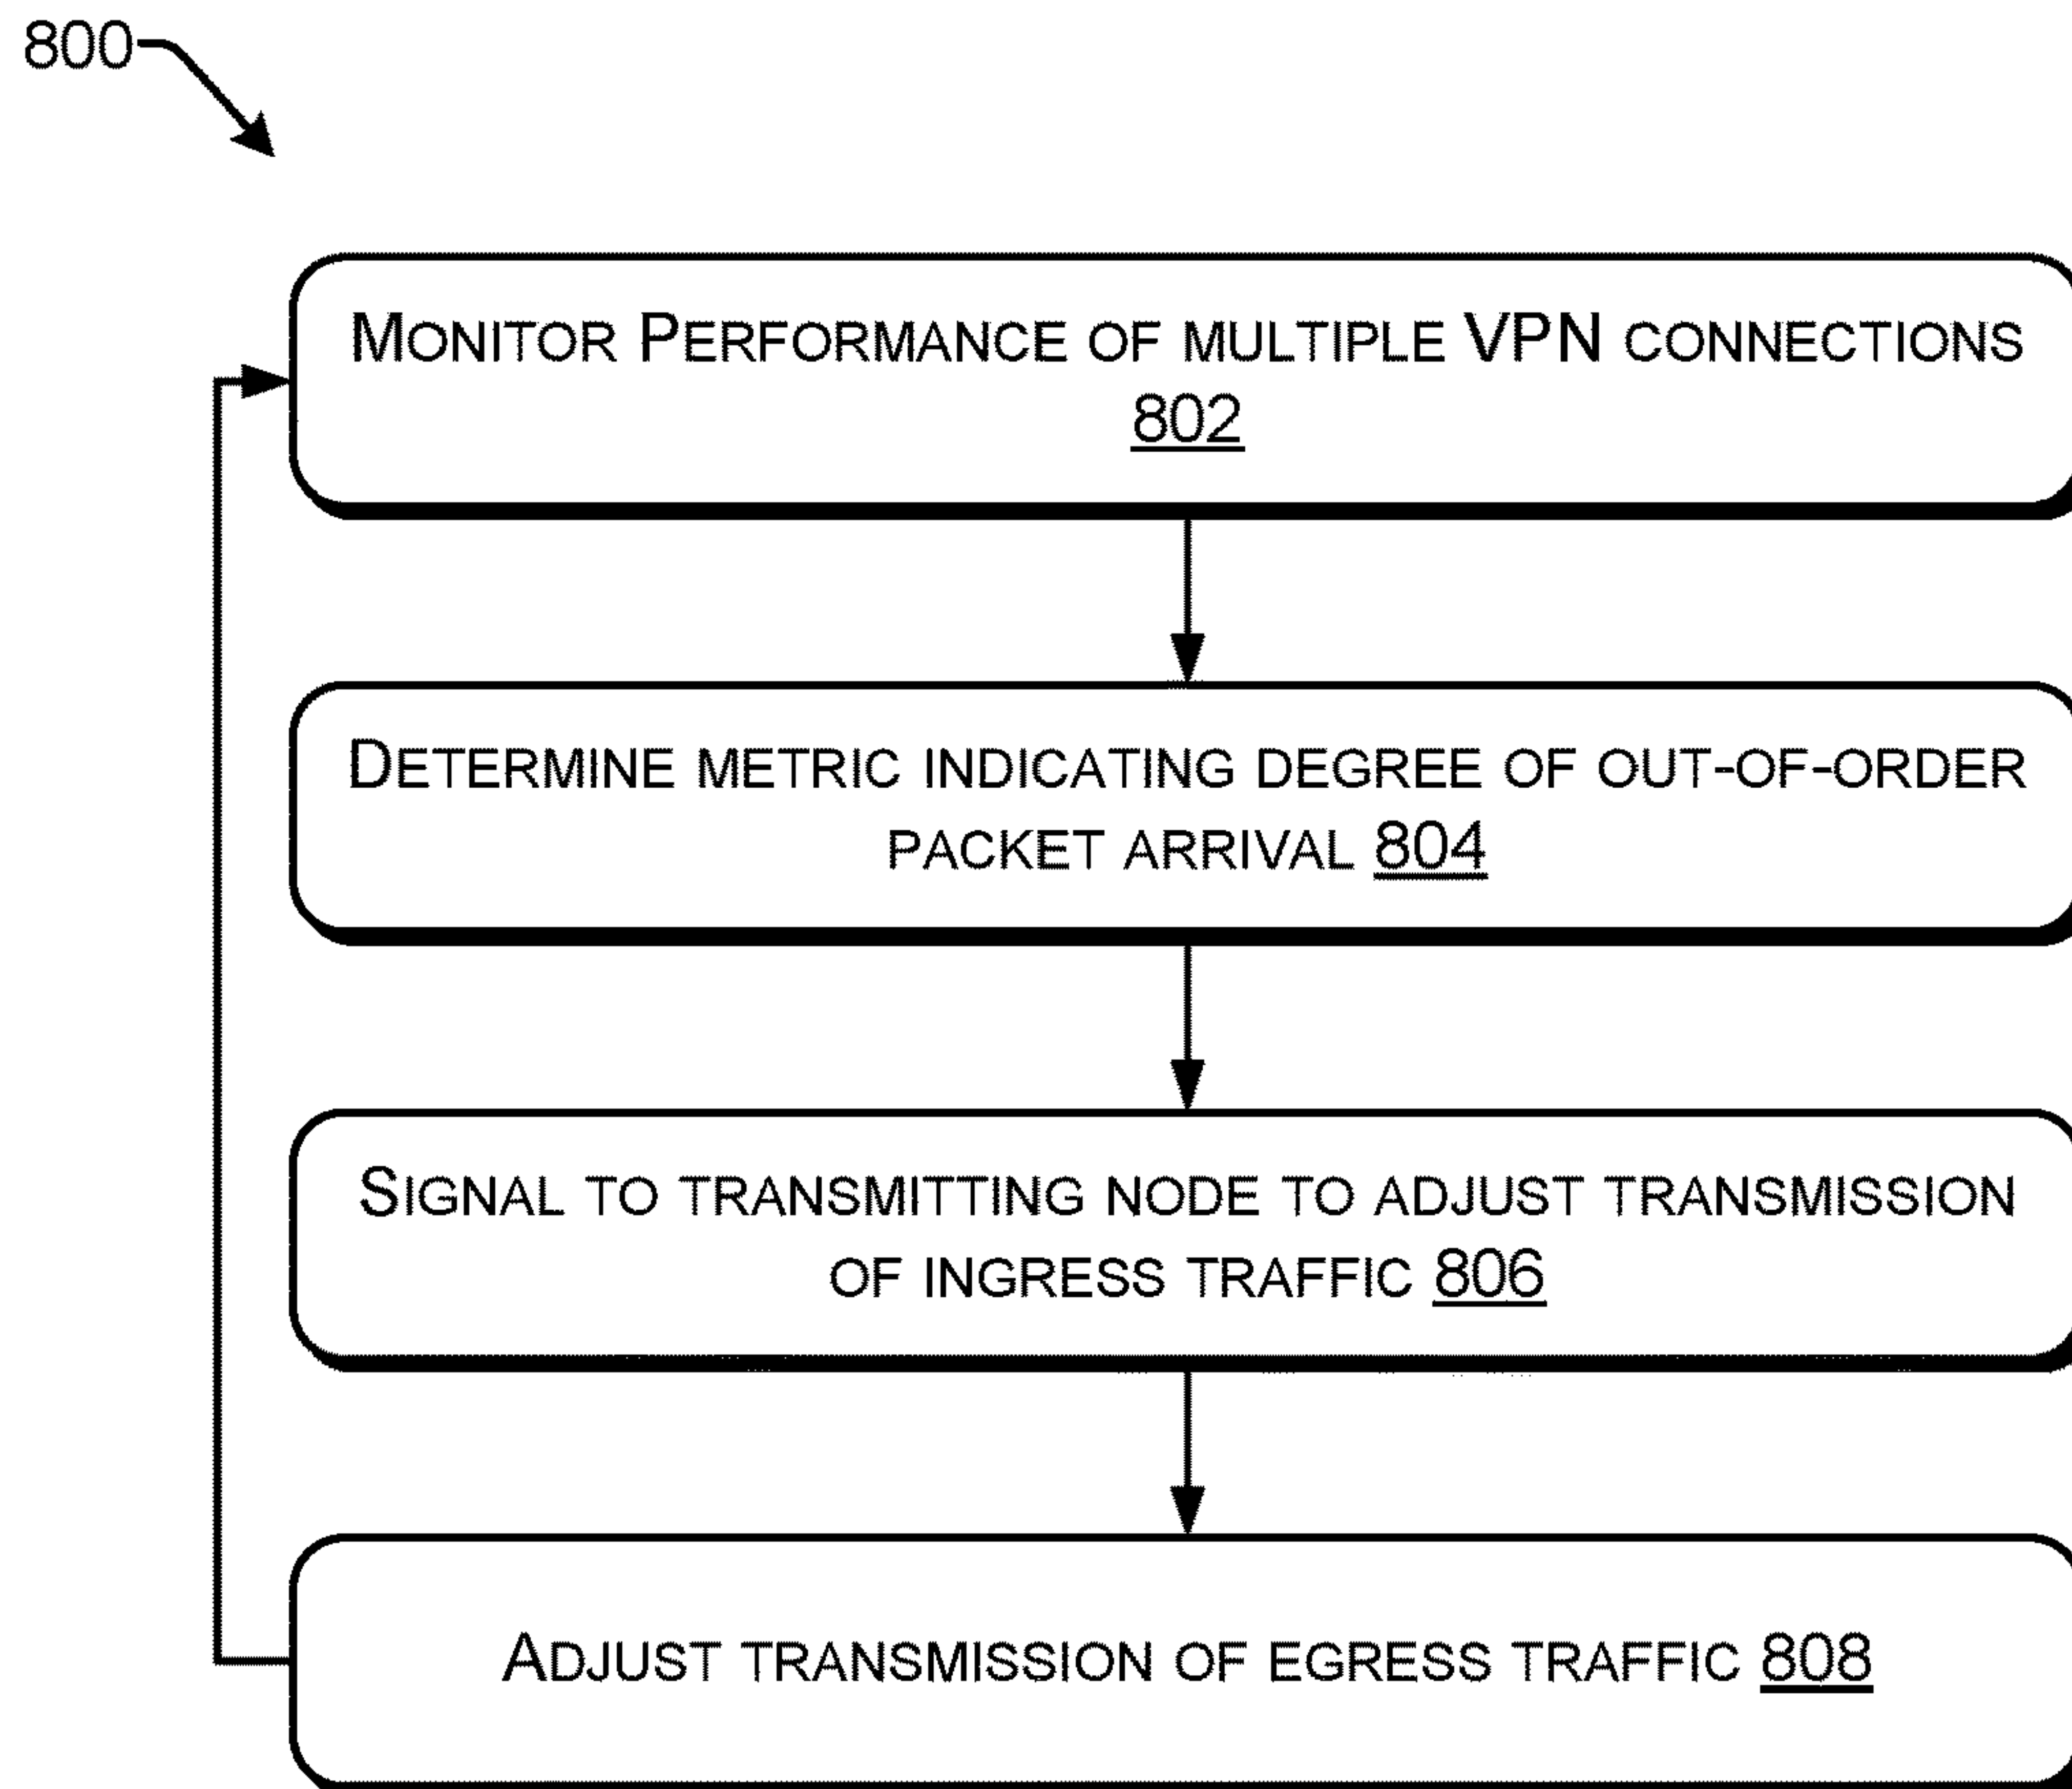 800
MONITOR PERFORMANCE OF MULTIPLE VPN CONNECTIONS
802
DETERMINE METRIC INDICATING DEGREE OF OUT-OF-ORDER
PACKET ARRIVAL 804
SIGNAL TO TRANSMITTING NODE TO ADJUST TRANSMISSION
OF INGRESS TRAFFIC 806
ADJUST TRANSMISSION OF EGRESS TRAFFIC 808